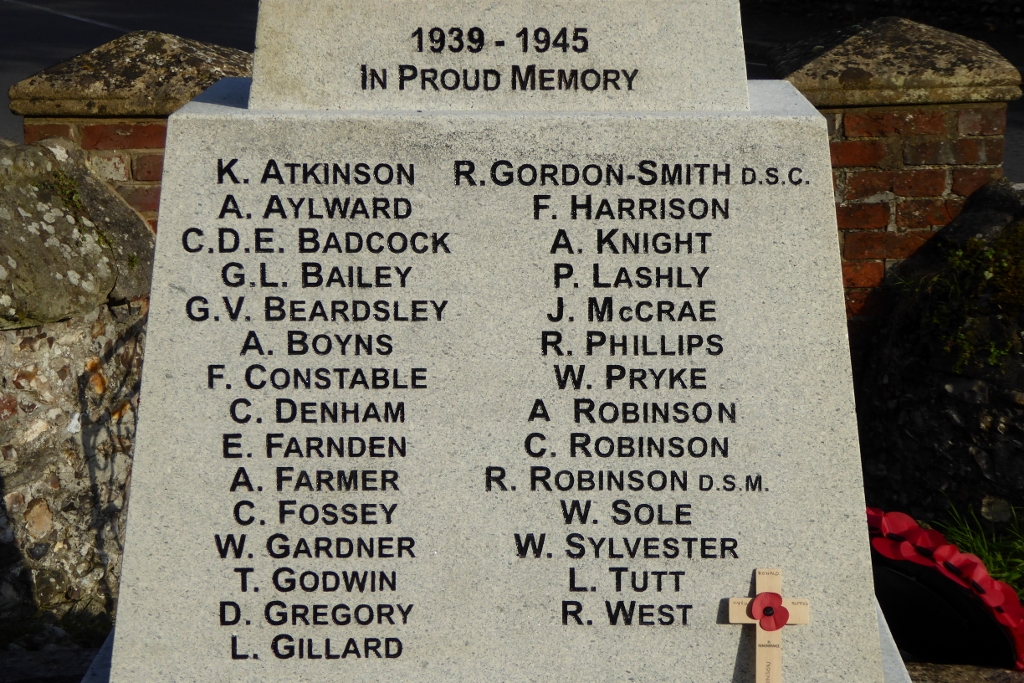 1939 - 1945
IN PROUD MEMORY
K. ATKINSON
A. AYLWARD
C.D.E. BADCOCK
G.L. BAILEY
G.V. BEARDSLEY
A. BOYNS
F. CONSTABLE
C. DENHAM
E. FARNDEN
A. FARMER
C. FOSSEY
W. GARDNER
T. GODWIN
D. GREGORY
L. GILLARD
R.GORDON-SMITH D.S.C.
F. HARRISON
A. KNIGHT
P. LASHLY
J. McCRAE
R. PHILLIPS
W. PRYKE
A ROBINSON
C. ROBINSON
R. ROBINSON D.S.M.
W. SOLE
W. SYLVESTER
L. TUTT
R. WEST